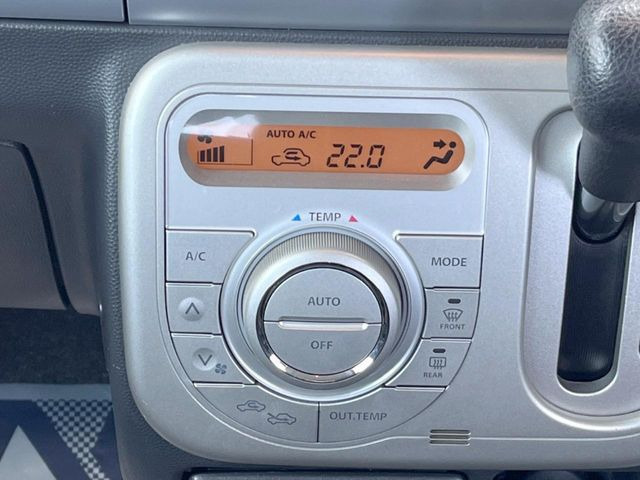 AUTO A/C
22.0
TEMP
A/C
MODE
AUTO
OFF
FRONT
REAR
OUT.TEMP